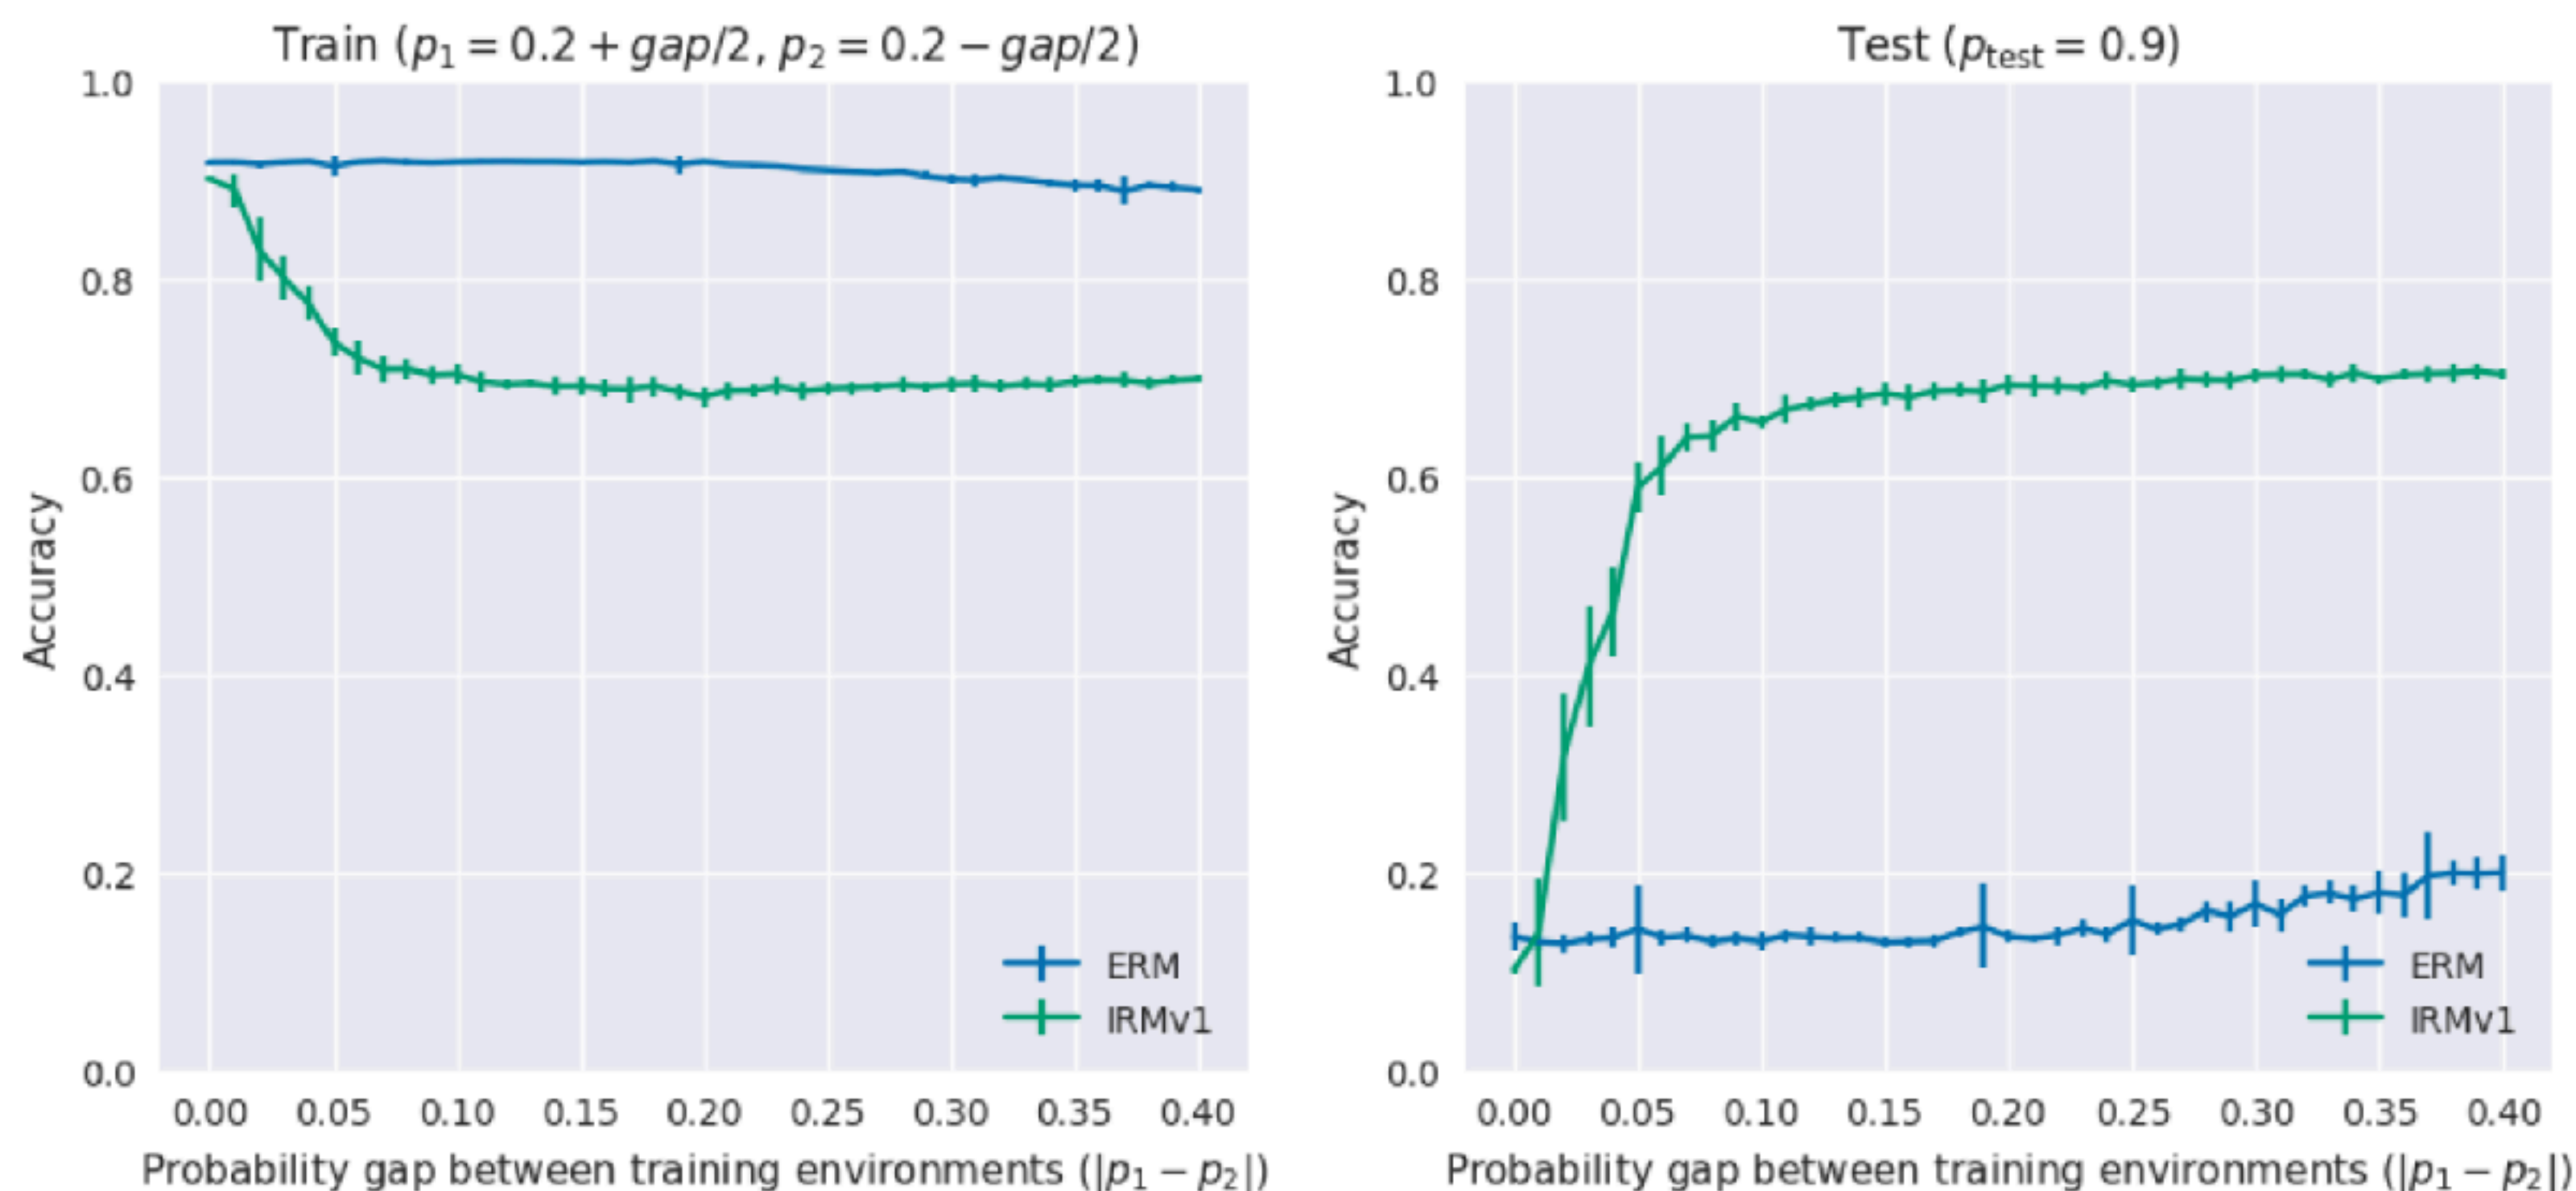 Train (p₁ = 0.2 + gap/2, p₂ = 0.2 − gap/2)
1.0
0.8
0.6
0.4
0.2
0.0
Accuracy
ERM
IRMv1
0.00 0.05 0.10 0.15 0.20 0.25 0.30 0.35 0.40
Probability gap between training environments (|p₁ − p₂|)
Test (p_test = 0.9)
1.0
0.8
0.6
0.4
0.2
0.0
Accuracy
ERM
IRMv1
0.00 0.05 0.10 0.15 0.20 0.25 0.30 0.35 0.40
Probability gap between training environments (|p₁ − p₂|)